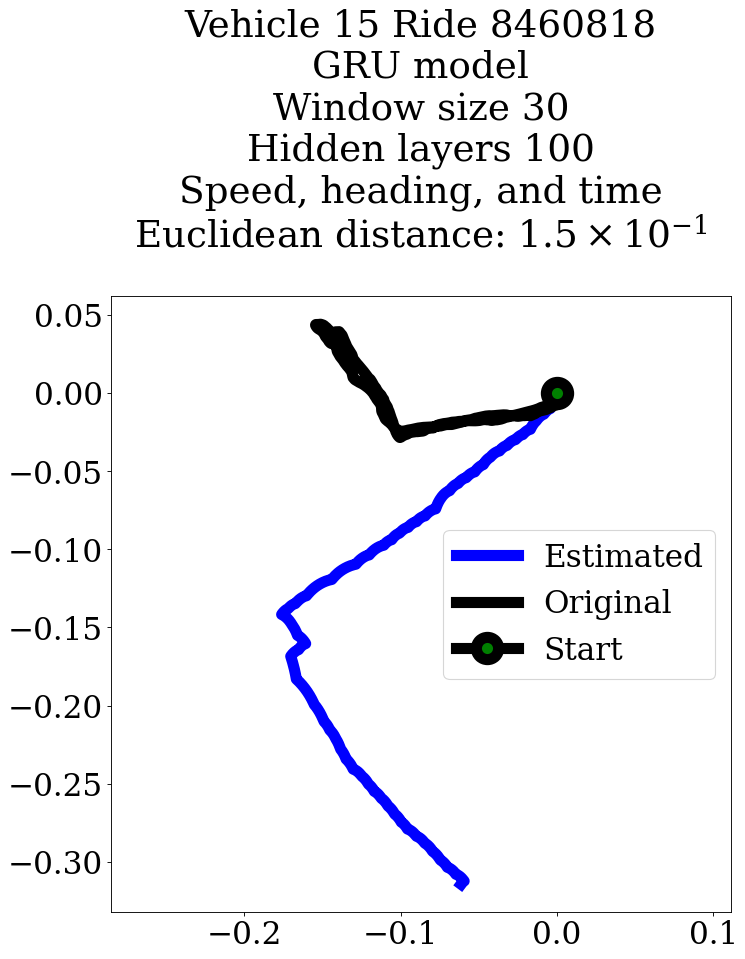 Vehicle 15 Ride 8460818
GRU model
Window size 30
Hidden layers 100
Speed, heading, and time
Euclidean distance: 1.5 × 10⁻¹
0.05
0.00
−0.05
−0.10
−0.15
−0.20
−0.25
−0.30
Estimated
Original
Start
−0.2 −0.1 0.0 0.1